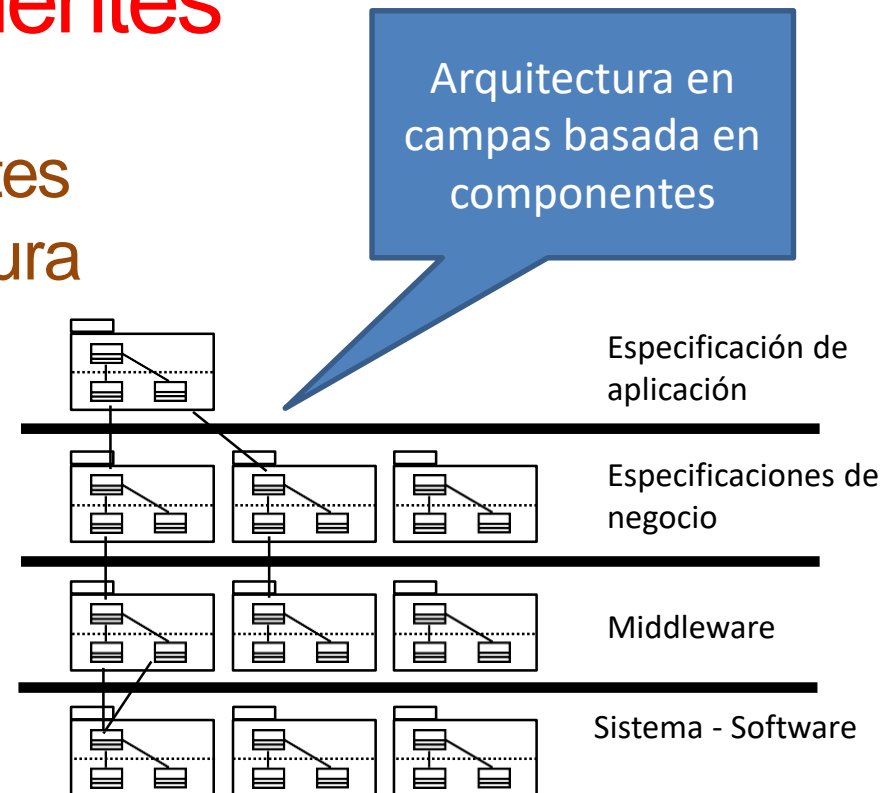 Arquitectura en
campas basada en
componentes
Especificación de
aplicación
Especificaciones de
negocio
Middleware
Sistema - Software